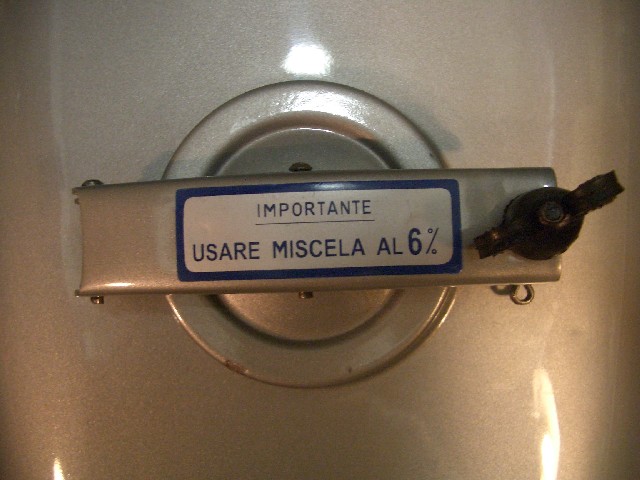 IMPORTANTE
USARE MISCELA AL 6%